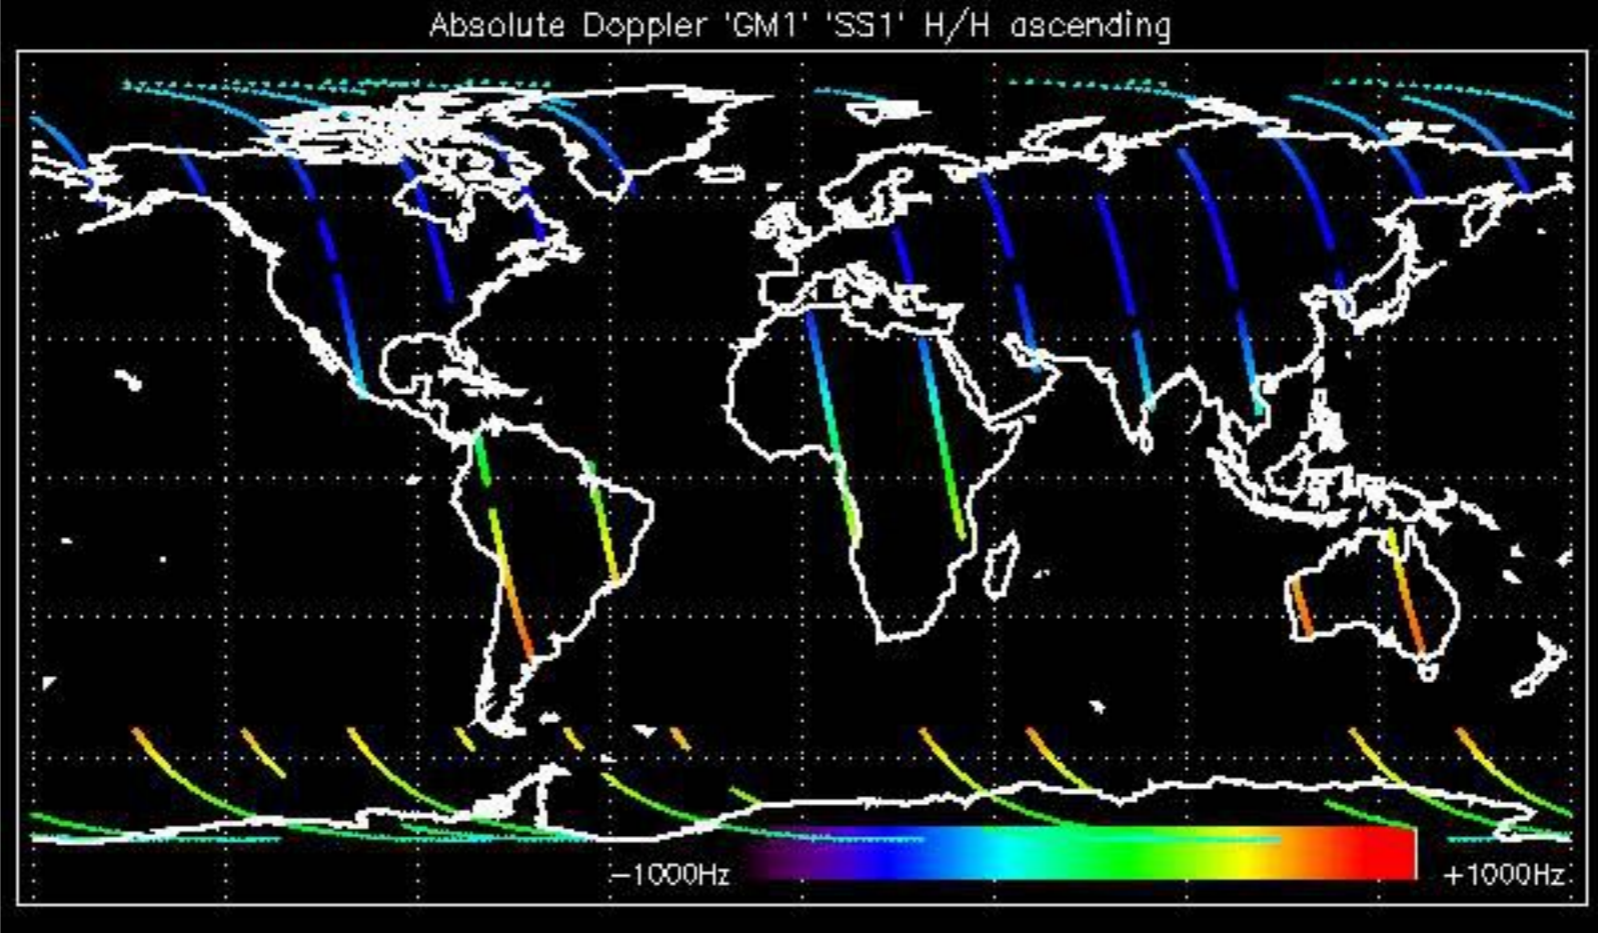 Absolute Doppler 'GM1' 'SS1' H/H ascending
−1000Hz
+1000Hz